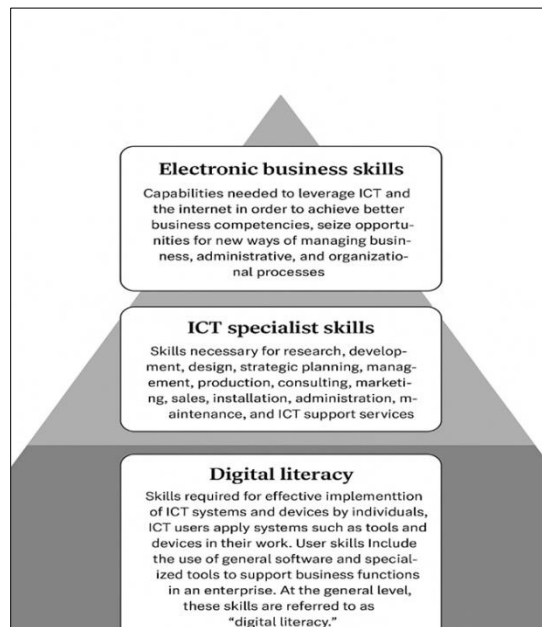 Electronic business skills
Capabilities needed to leverage ICT and
the internet in order to achieve better
business competencies, seize opportu-
nities for new ways of managing busin-
ness, administrative, and organizatio-
nal processes
ICT specialist skills
Skills necessary for research, develop-
ment, design, strategic planning, manag-
ement, production, consulting, marketi-
ng, sales, installation, administration, m-
aintenance, and ICT support services
Digital literacy
Skills required for effective implementtion
of ICT systems and devices by individuals,
ICT users apply systems such as tools and
devices in their work. User skills Include
the use of general software and special-
ized tools to support business functions
in an enterprise. At the general level,
these skills are referred to as
“digital literacy.”